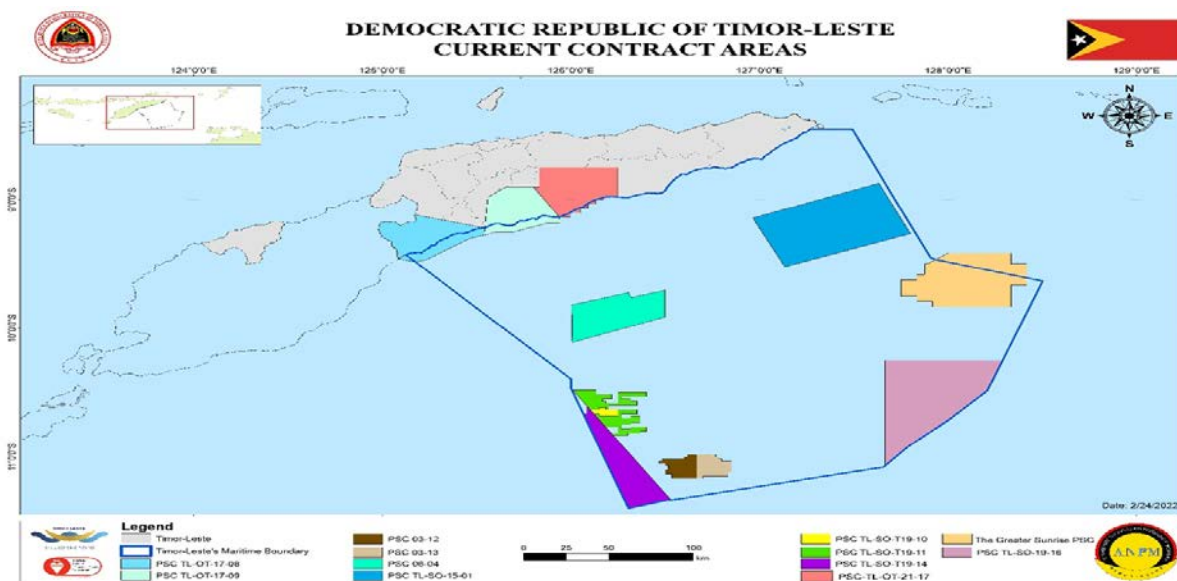 DEMOCRATIC REPUBLIC OF TIMOR-LESTE
CURRENT CONTRACT AREAS
124°0'0"E
125°0'0"E
126°0'0"E
127°0'0"E
128°0'0"E
129°0'0"E
N
W
E
S
9°0'0"S
10°0'0"S
11°0'0"S
Date: 2/24/2022
Legend
Timor-Leste
Timor-Leste's Maritime Boundary
PSC TL-OT-17-08
PSC TL-OT-17-09
PSC 03-12
PSC 03-13
PSC 06-04
PSC TL-SO-15-01
0 25 50 100
km
PSC TL-SO-T19-10
PSC TL-SO-T19-11
PSC TL-SO-T19-14
PSC-TL-OT-21-17
The Greater Sunrise PSC
PSC TL-SO-19-16
A.N.P.M